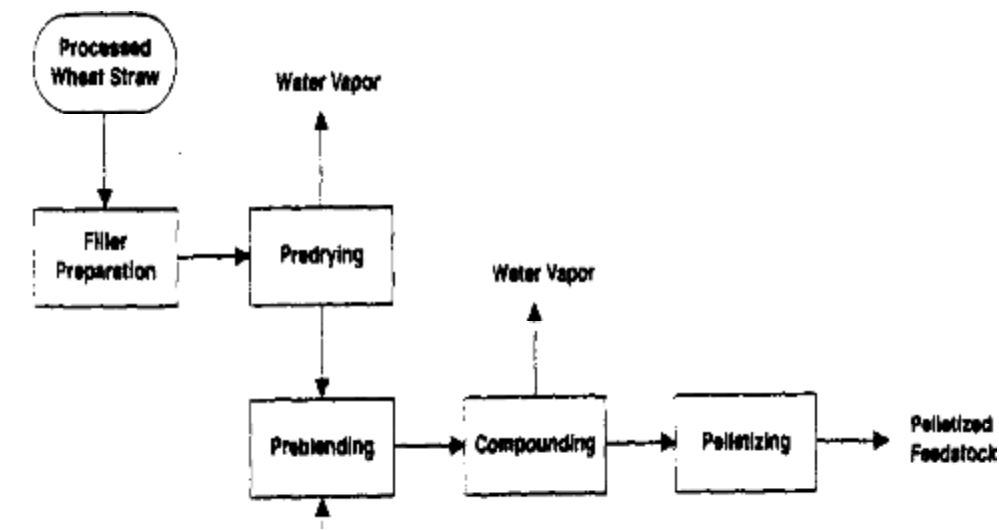 Processed
Wheat Straw
Water Vapor
Filler
Preparation
Predrying
Water Vapor
Preblending
Compounding
Pelletizing
Pelletized
Feedstock